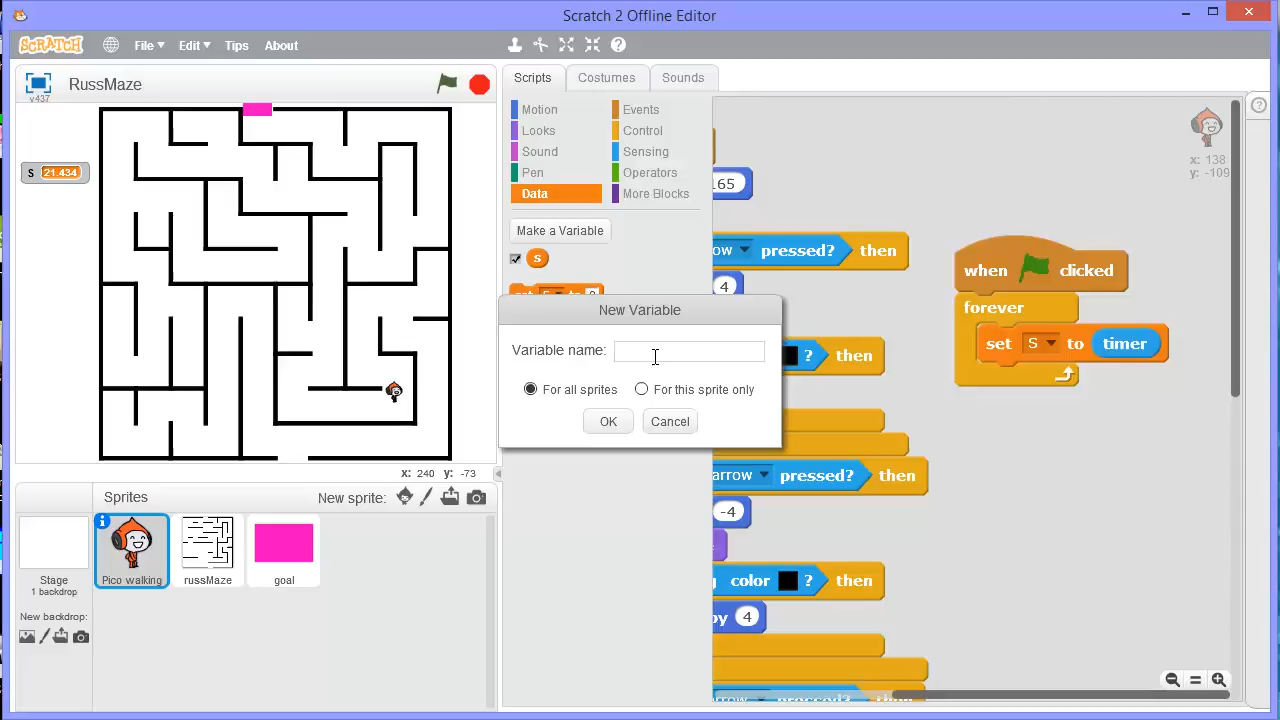 Scratch 2 Offline Editor
SCRATCH File Edit Tips About
v437
RussMaze
S 21.434
x: 240 y: -73
Sprites New sprite:
Stage
1 backdrop
New backdrop:
Pico walking
russMaze
goal
Scripts Costumes Sounds
Motion Events
Looks Control
Sound Sensing
Pen Operators
Data More Blocks
Make a Variable
s
New Variable
Variable name:
For all sprites For this sprite only
OK Cancel
pressed? then
4
? then
arrow pressed? then
-4
color ? then
by 4
x: 138
y: -109
when clicked
forever
set S to timer